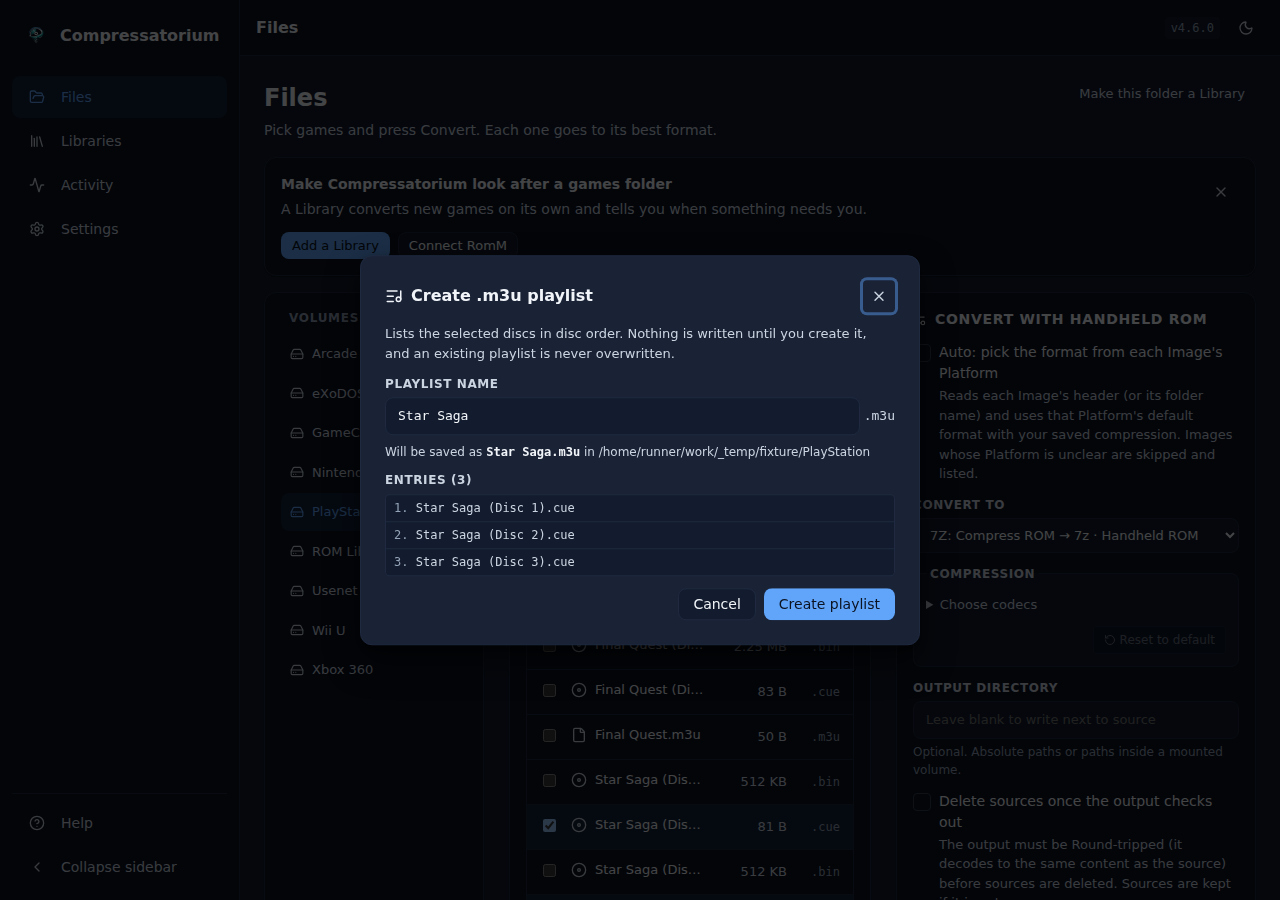 Compressatorium
Files
Libraries
Activity
Settings
Help
Collapse sidebar
Files
v4.6.0
Files
Make this folder a Library
Pick games and press Convert. Each one goes to its best format.
Make Compressatorium look after a games folder
A Library converts new games on its own and tells you when something needs you.
Add a Library
Connect RomM
VOLUMES
Arcade
PlaySta
Usenet
Wii U
Xbox 360
Create .m3u playlist
Lists the selected discs in disc order. Nothing is written until you create it,
and an existing playlist is never overwritten.
PLAYLIST NAME
Star Saga
.m3u
Will be saved as Star Saga.m3u in /home/runner/work/_temp/fixture/PlayStation
ENTRIES (3)
1. Star Saga (Disc 1).cue
2. Star Saga (Disc 2).cue
3. Star Saga (Disc 3).cue
Cancel
Create playlist
Final Quest (Di... 2.25 MB .bin
Final Quest (Di... 83 B .cue
Final Quest.m3u 50 B .m3u
Star Saga (Dis... 512 KB .bin
Star Saga (Dis... 81 B .cue
Star Saga (Dis... 512 KB .bin
CONVERT WITH HANDHELD ROM
Auto: pick the format from each Image's
Platform
Reads each Image's header (or its folder
name) and uses that Platform's default
format with your saved compression. Images
whose Platform is unclear are skipped and
listed.
CONVERT TO
7Z: Compress ROM → 7z · Handheld ROM
COMPRESSION
Choose codecs
Reset to default
OUTPUT DIRECTORY
Leave blank to write next to source
Optional. Absolute paths or paths inside a mounted
volume.
Delete sources once the output checks
out
The output must be Round-tripped (it
decodes to the same content as the source)
before sources are deleted. Sources are kept